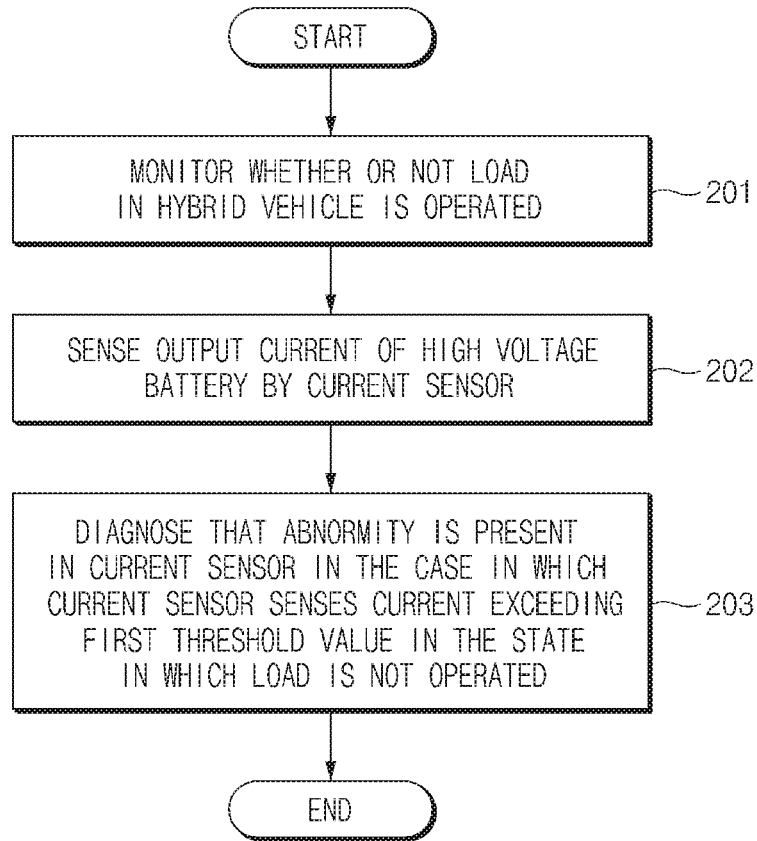 START
MONITOR WHETHER OR NOT LOAD
IN HYBRID VEHICLE IS OPERATED
201
SENSE OUTPUT CURRENT OF HIGH VOLTAGE
BATTERY BY CURRENT SENSOR
202
DIAGNOSE THAT ABNORMITY IS PRESENT
IN CURRENT SENSOR IN THE CASE IN WHICH
CURRENT SENSOR SENSES CURRENT EXCEEDING
FIRST THRESHOLD VALUE IN THE STATE
IN WHICH LOAD IS NOT OPERATED
203
END